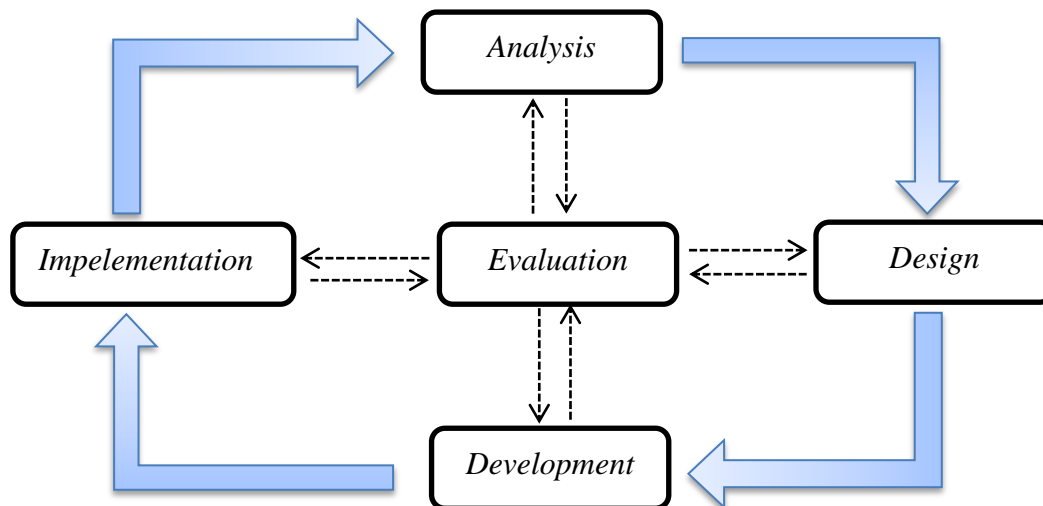 Analysis
Impelementation
Evaluation
Design
Development